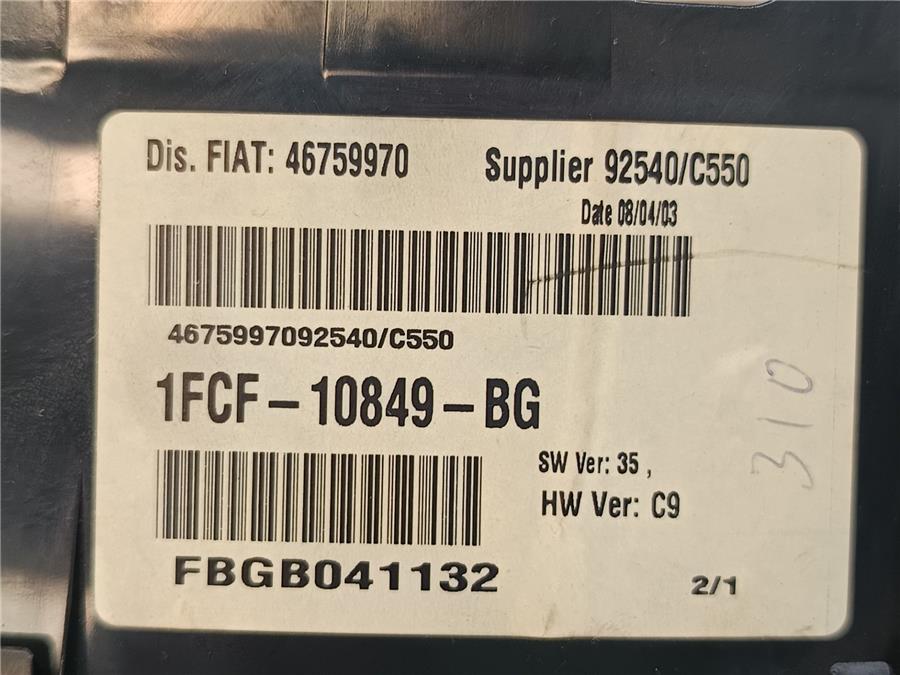 Dis. FIAT: 46759970 Supplier 92540/C550
Date 08/04/03
4675997092540/C550
1FCF-10849-BG
SW Ver: 35 ,
HW Ver: C9
FBGB041132
2/1
310